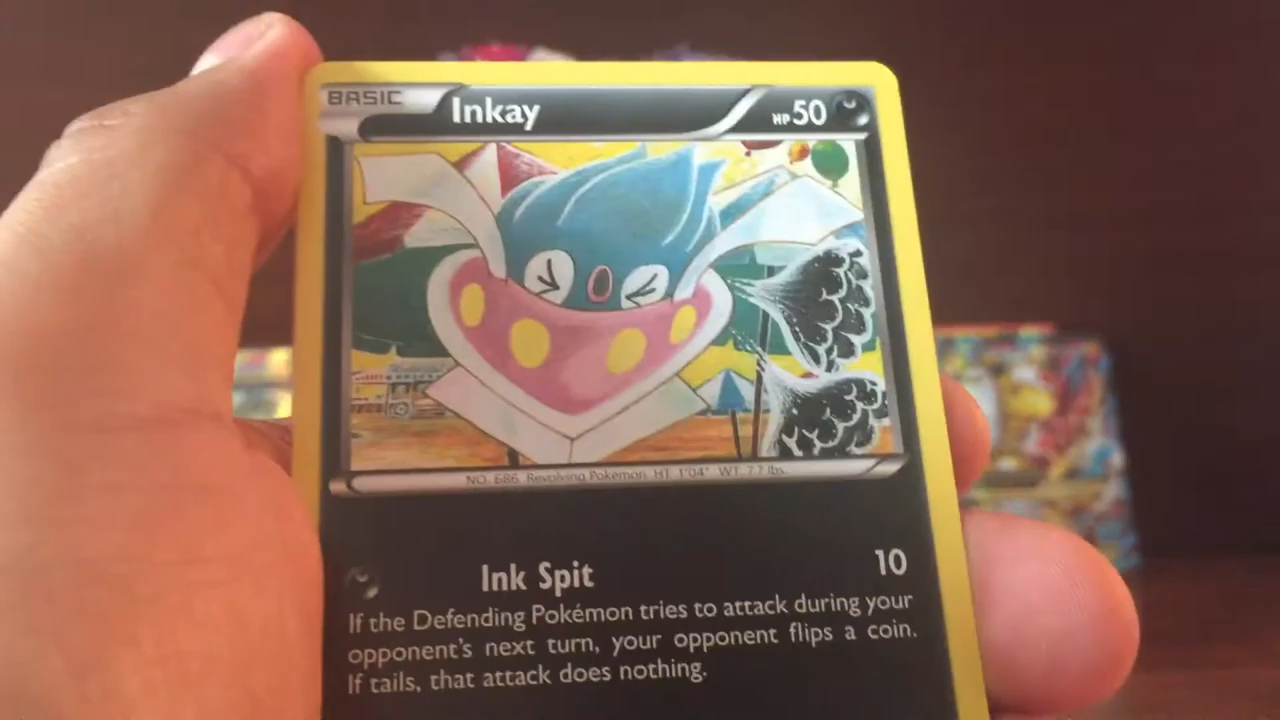 BASIC Inkay HP 50
NO. 686 Revolving Pokémon HT: 1'04" WT: 7.7 lbs.
Ink Spit 10
If the Defending Pokémon tries to attack during your
opponent's next turn, your opponent flips a coin.
If tails, that attack does nothing.